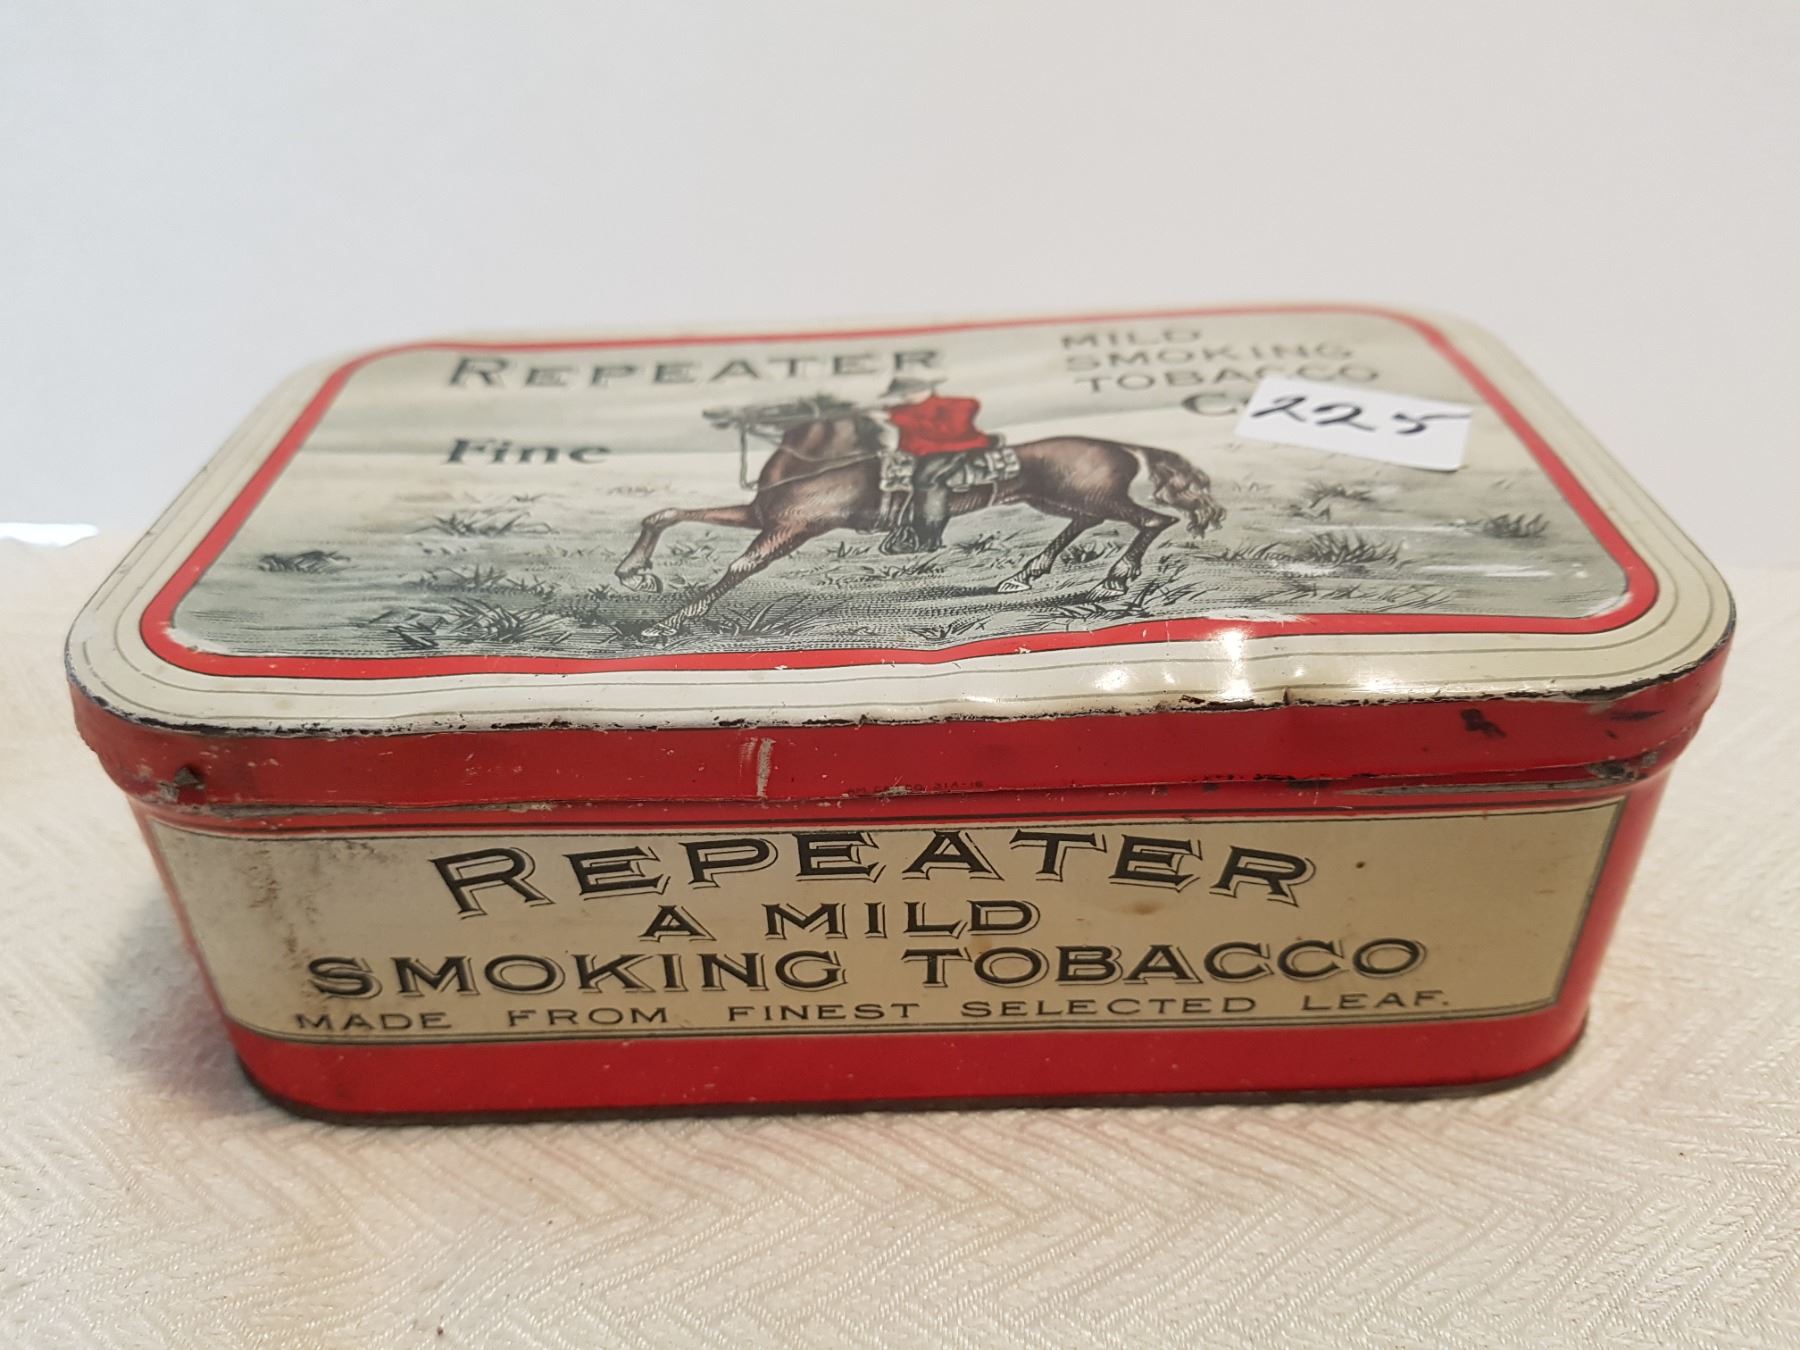 REPEATER
MILD
SMOKING
TOBACCO
Fine
225
REPEATER
A MILD
SMOKING TOBACCO
MADE FROM FINEST SELECTED LEAF.